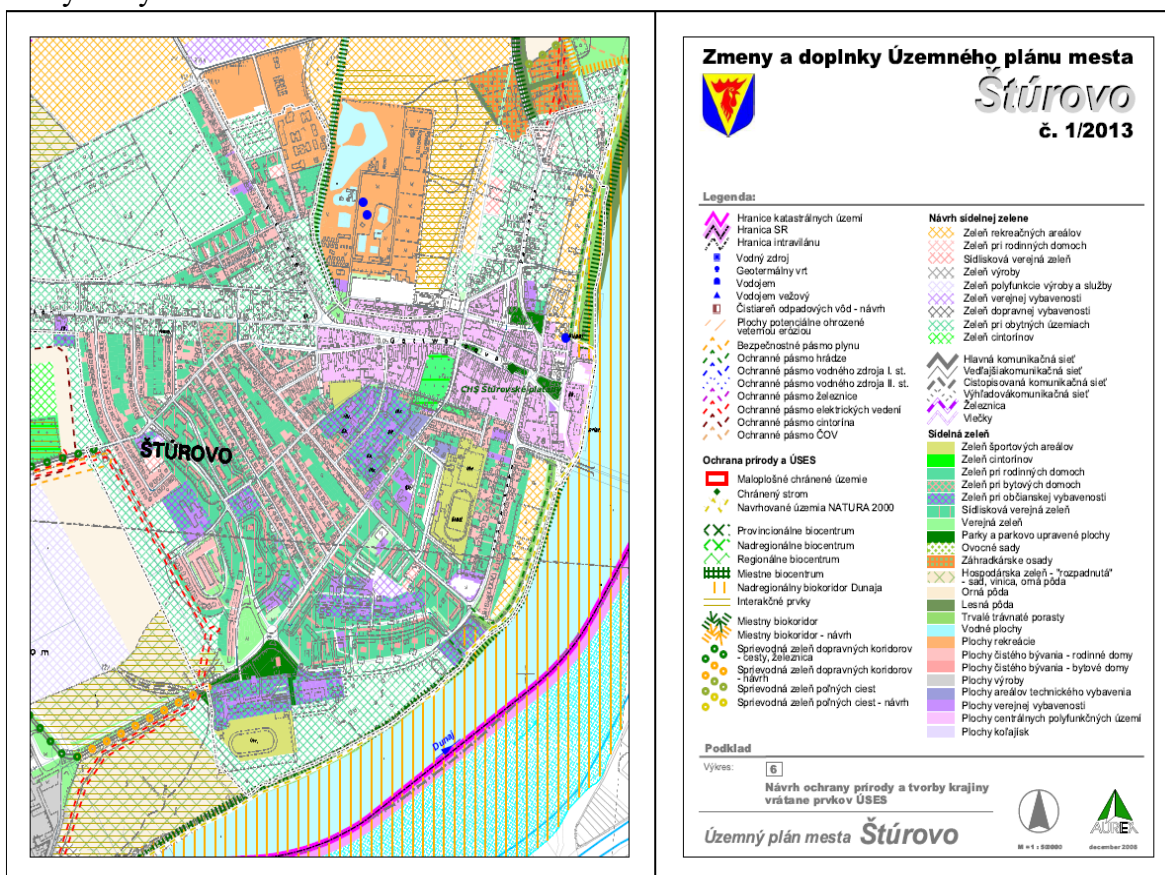 ŠTÚROVO
CHS Štúrovské platany
Dunaj
Zmeny a doplnky Územného plánu mesta
Štúrovo
č. 1/2013
Legenda:
Hranice katastrálnych území
Hranica SR
Hranica intravilánu
Vodný zdroj
Geotermálny vrt
Vodojem
Vodojem vežový
Čistiareň odpadových vôd - návrh
Plochy potenciálne ohrozené
veternou eróziou
Bezpečnostné pásmo plynu
Ochranné pásmo hrádze
Ochranné pásmo vodného zdroja I. st.
Ochranné pásmo vodného zdroja II. st.
Ochranné pásmo železnice
Ochranné pásmo elektrických vedení
Ochranné pásmo cintorína
Ochranné pásmo ČOV
Ochrana prírody a ÚSES
Maloplošné chránené územie
Chránený strom
Navrhované územia NATURA 2000
Provincionálne biocentrum
Nadregionálne biocentrum
Regionálne biocentrum
Miestne biocentrum
Nadregionálny biokoridor Dunaja
Interakčné prvky
Miestny biokoridor
Miestny biokoridor - návrh
Sprievodná zeleň dopravných koridorov
- cesty, železnica
Sprievodná zeleň dopravných koridorov
- návrh
Sprievodná zeleň poľných ciest
Sprievodná zeleň poľných ciest - návrh
Návrh sídelnej zelene
Zeleň rekreačných areálov
Zeleň pri rodinných domoch
Sídlisková verejná zeleň
Zeleň výroby
Zeleň polyfunkcie výroby a služby
Zeleň verejnej vybavenosti
Zeleň dopravnej vybavenosti
Zeleň pri obytných územiach
Zeleň cintorínov
Hlavná komunikačná sieť
Vedľajšiakomunikačná sieť
Cistopisovaná komunikačná sieť
Výhľadovákomunikačná sieť
Železnica
Vlečky
Sídelná zeleň
Zeleň športových areálov
Zeleň cintorínov
Zeleň pri rodinných domoch
Zeleň pri bytových domoch
Zeleň pri občianskej vybavenosti
Sídlisková verejná zeleň
Verejná zeleň
Parky a parkovo upravené plochy
Ovocné sady
Záhradkárske osady
Hospodárska zeleň - "rozpadnutá"
- sad, vinica, orná pôda
Orná pôda
Lesná pôda
Trvalé trávnaté porasty
Vodné plochy
Plochy rekreácie
Plochy čistého bývania - rodinné domy
Plochy čistého bývania - bytové domy
Plochy výroby
Plochy areálov technického vybavenia
Plochy verejnej vybavenosti
Plochy centrálnych polyfunkčných území
Plochy koľajísk
Podklad
Výkres:
6
Návrh ochrany prírody a tvorby krajiny
vrátane prvkov ÚSES
Územný plán mesta Štúrovo
AUREX
december 2008